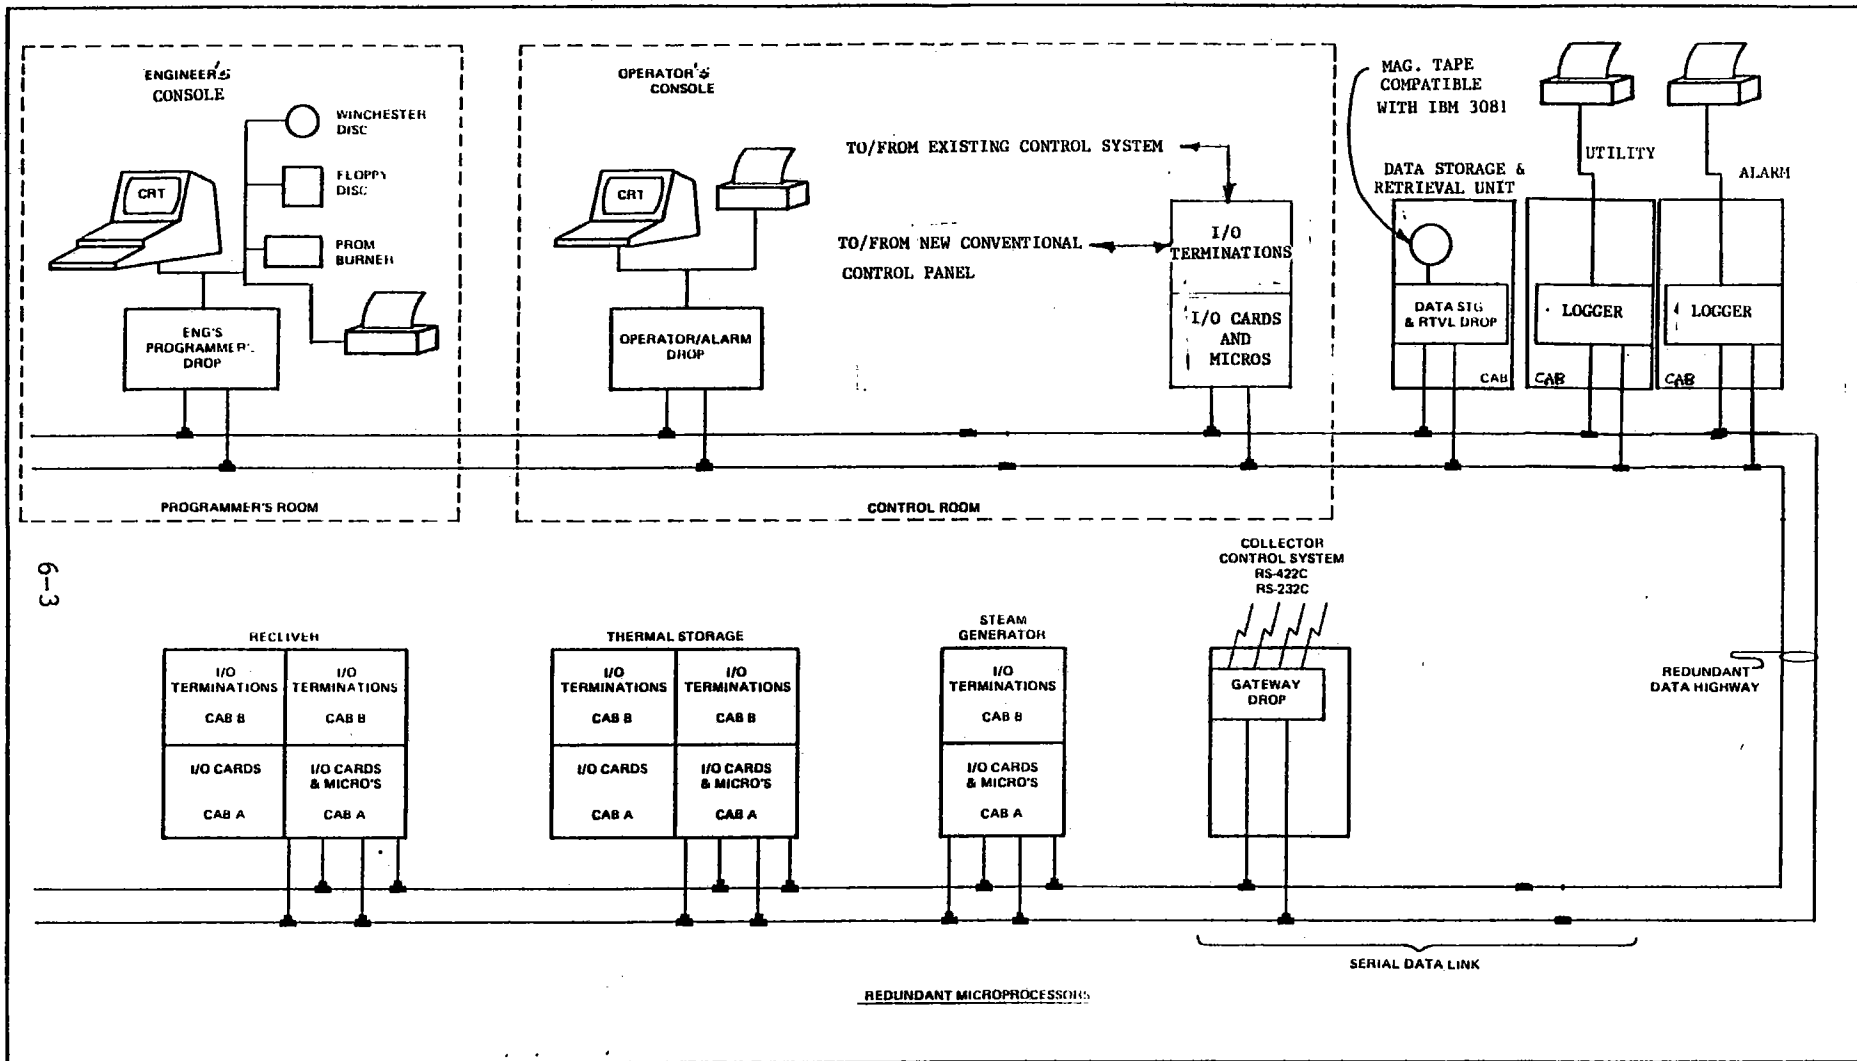 ENGINEER'S
CONSOLE
WINCHESTER
DISC
FLOPPY
DISC
PROM
BURNER
CRT
ENG'S
PROGRAMMER'S
DROP
PROGRAMMER'S ROOM
OPERATOR'S
CONSOLE
CRT
OPERATOR/ALARM
DROP
TO/FROM EXISTING CONTROL SYSTEM
TO/FROM NEW CONVENTIONAL
CONTROL PANEL
I/O
TERMINATIONS
I/O CARDS
AND
MICROS
CONTROL ROOM
MAG. TAPE
COMPATIBLE
WITH IBM 3081
DATA STORAGE &
RETRIEVAL UNIT
DATA STG
& RTVL DROP
CAB
UTILITY
LOGGER
CAB
ALARM
LOGGER
CAB
6-3
RECEIVER
I/O
TERMINATIONS
CAB B
I/O
TERMINATIONS
CAB B
I/O CARDS
CAB A
I/O CARDS
& MICRO'S
CAB A
THERMAL STORAGE
I/O
TERMINATIONS
CAB B
I/O
TERMINATIONS
CAB B
I/O CARDS
CAB A
I/O CARDS
& MICRO'S
CAB A
STEAM
GENERATOR
I/O
TERMINATIONS
CAB B
I/O CARDS
& MICRO'S
CAB A
COLLECTOR
CONTROL SYSTEM
RS-422C
RS-232C
GATEWAY
DROP
REDUNDANT
DATA HIGHWAY
SERIAL DATA LINK
REDUNDANT MICROPROCESSORS